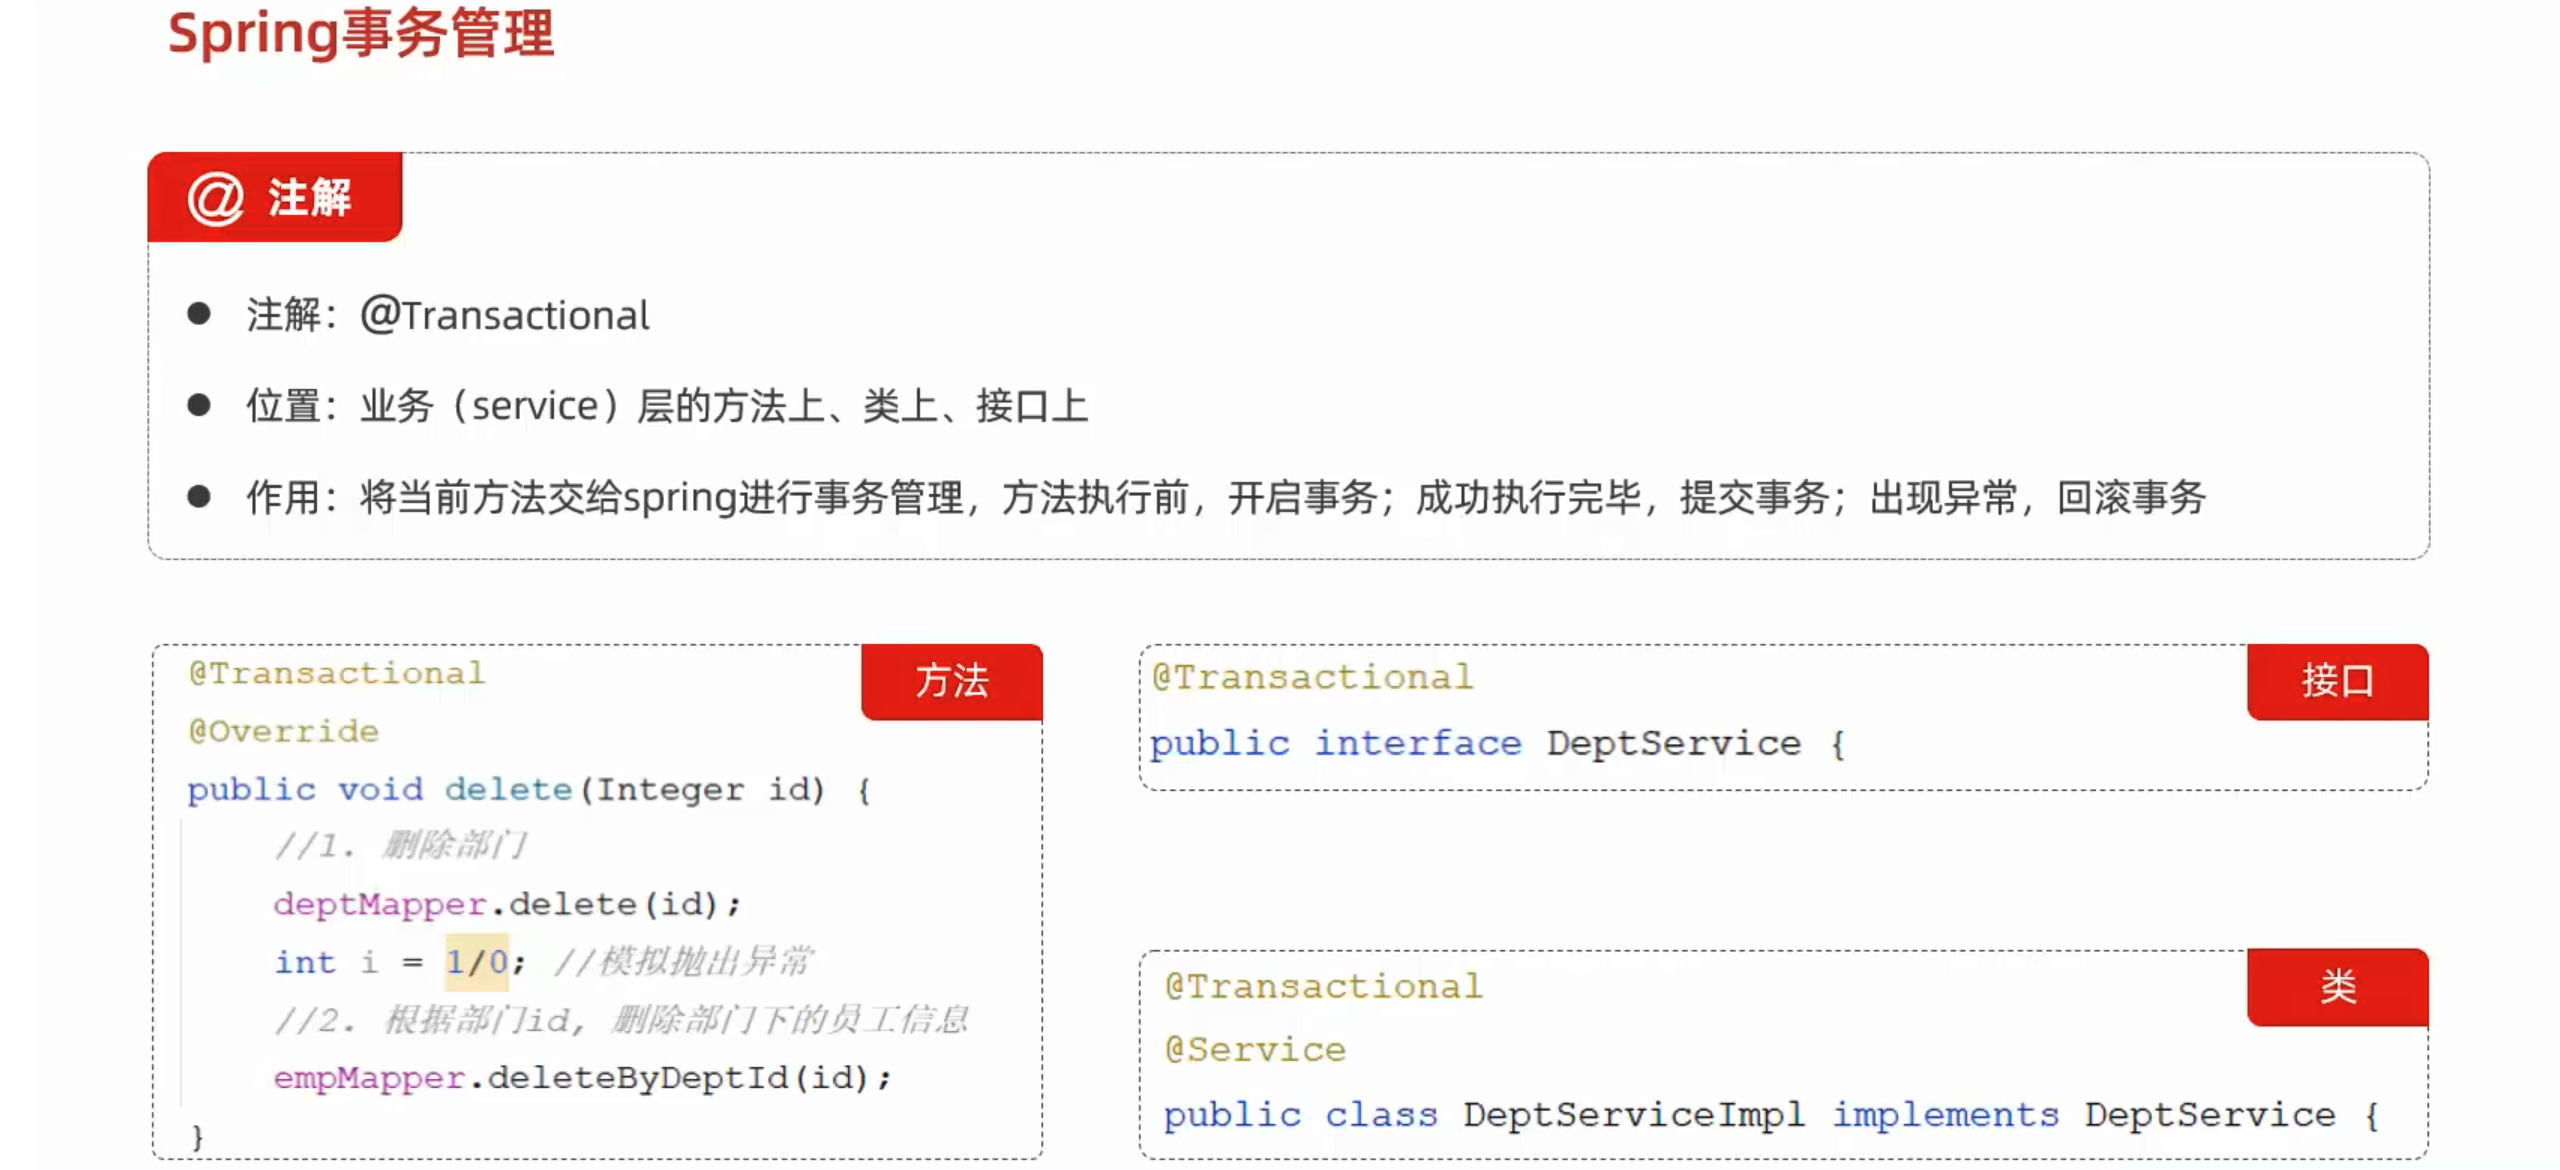 Spring事务管理
@ 注解
注解：@Transactional
位置：业务（service）层的方法上、类上、接口上
作用：将当前方法交给spring进行事务管理，方法执行前，开启事务；成功执行完毕，提交事务；出现异常，回滚事务
方法
@Transactional
@Override
public void delete(Integer id) {
//1. 删除部门
deptMapper.delete(id);
int i = 1/0; //模拟抛出异常
//2. 根据部门id, 删除部门下的员工信息
empMapper.deleteByDeptId(id);
}
接口
@Transactional
public interface DeptService {
类
@Transactional
@Service
public class DeptServiceImpl implements DeptService {